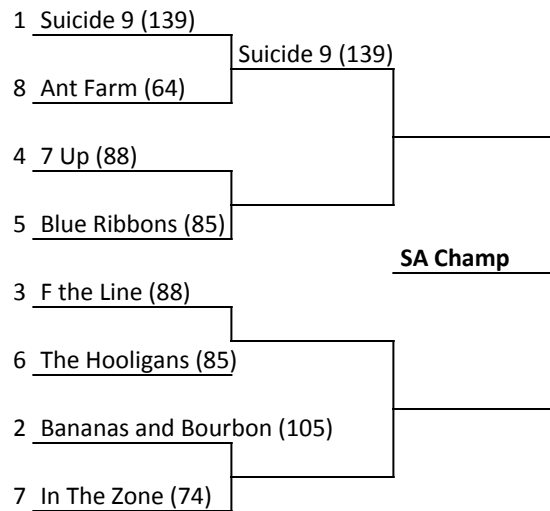 1 Suicide 9 (139)
Suicide 9 (139)
8 Ant Farm (64)
4 7 Up (88)
5 Blue Ribbons (85)
SA Champ
3 F the Line (88)
6 The Hooligans (85)
2 Bananas and Bourbon (105)
7 In The Zone (74)